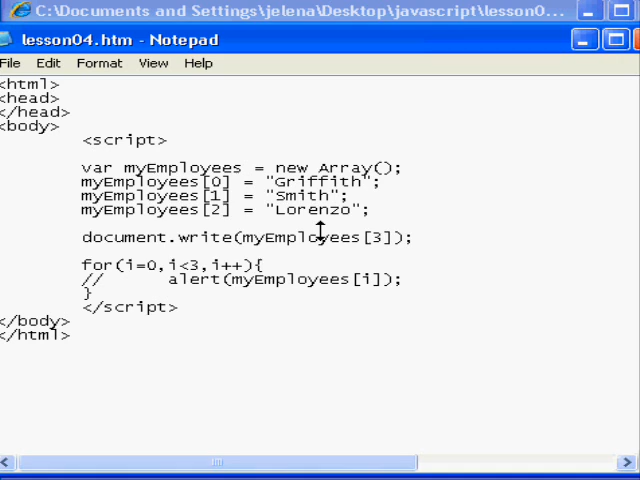 C:\Documents and Settings\jelena\Desktop\javascript\lesson0...
lesson04.htm - Notepad
File Edit Format View Help
<html>
<head>
</head>
<body>
<script>
var myEmployees = new Array();
myEmployees[0] = "Griffith";
myEmployees[1] = "Smith";
myEmployees[2] = "Lorenzo";
document.write(myEmployees[3]);
for(i=0,i<3,i++){
// alert(myEmployees[i]);
}
</script>
</body>
</html>